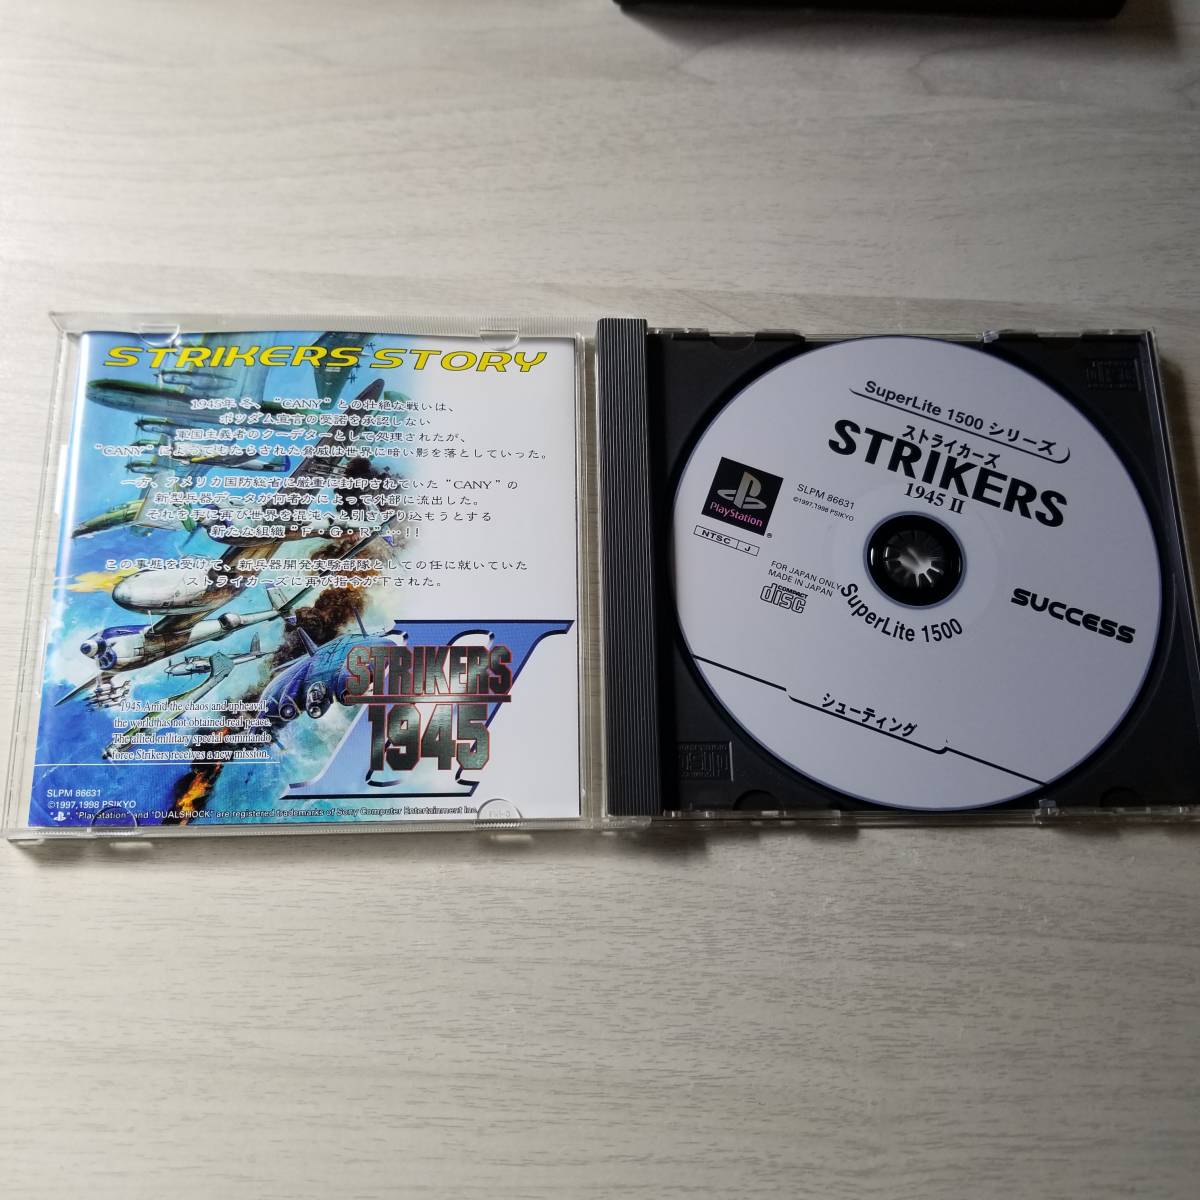 STRIKERS STORY
1945年 冬、“CANY”との壮絶な戦いは、
ポツダム宣言の受諾を承認しない
軍国主義者のクーデターとして処理されたが、
“CANY”によってもたらされた脅威は世界に暗い影を落としていった。
一方、アメリカ国防総省に厳重に封印されていた“CANY”の
新型兵器データが何者かによって外部に流出した。
それを手に再び世界を混沌へと引きずり込もうとする
新たな組織“F・G・R”…!!
この事態を受けて、新兵器開発実験部隊としての任に就いていた
ストライカーズに再び指令が下された。
STRIKERS
1945
II
1945 Amid the chaos and upheaval,
the world has not obtained real peace.
The allied military special commando
force Strikers receives a new mission.
SLPM 86631
©1997,1998 PSIKYO
"PlayStation" and "DUALSHOCK" are registered trademarks of Sony Computer Entertainment Inc.
SuperLite 1500 シリーズ
ストライカーズ
STRIKERS
1945 II
PlayStation
®
SLPM 86631
©1997,1998 PSIKYO
NTSC J
FOR JAPAN ONLY
MADE IN JAPAN
COMPACT
disc
SuperLite 1500
SUCCESS
シューティング